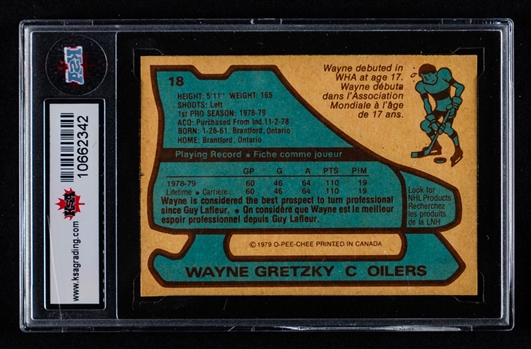 KSA
18
HEIGHT: 5'11" WEIGHT: 165
SHOOTS: Left
1st PRO SEASON: 1978-79
ACQ: Purchased From Ind. 11-2-78
BORN: 1-26-61, Brantford, Ontario
HOME: Brantford, Ontario
Wayne debuted in
WHA at age 17.
Wayne débuta
dans l'Association
Mondiale à l'âge
de 17 ans.
Playing Record • Fiche comme joueur
GP G A PTS PIM
1978-79 60 46 64 110 19
Lifetime • Carrière 60 46 64 110 19
Wayne is considered the best prospect to turn professional
since Guy Lafleur. • On considère que Wayne est le meilleur
espoir professionnel depuis Guy Lafleur.
Look for
NHL Products
Recherchez
les produits
de la LNH
© 1979 O-PEE-CHEE PRINTED IN CANADA
WAYNE GRETZKY C OILERS
10662342
KSA
www.ksagrading.com